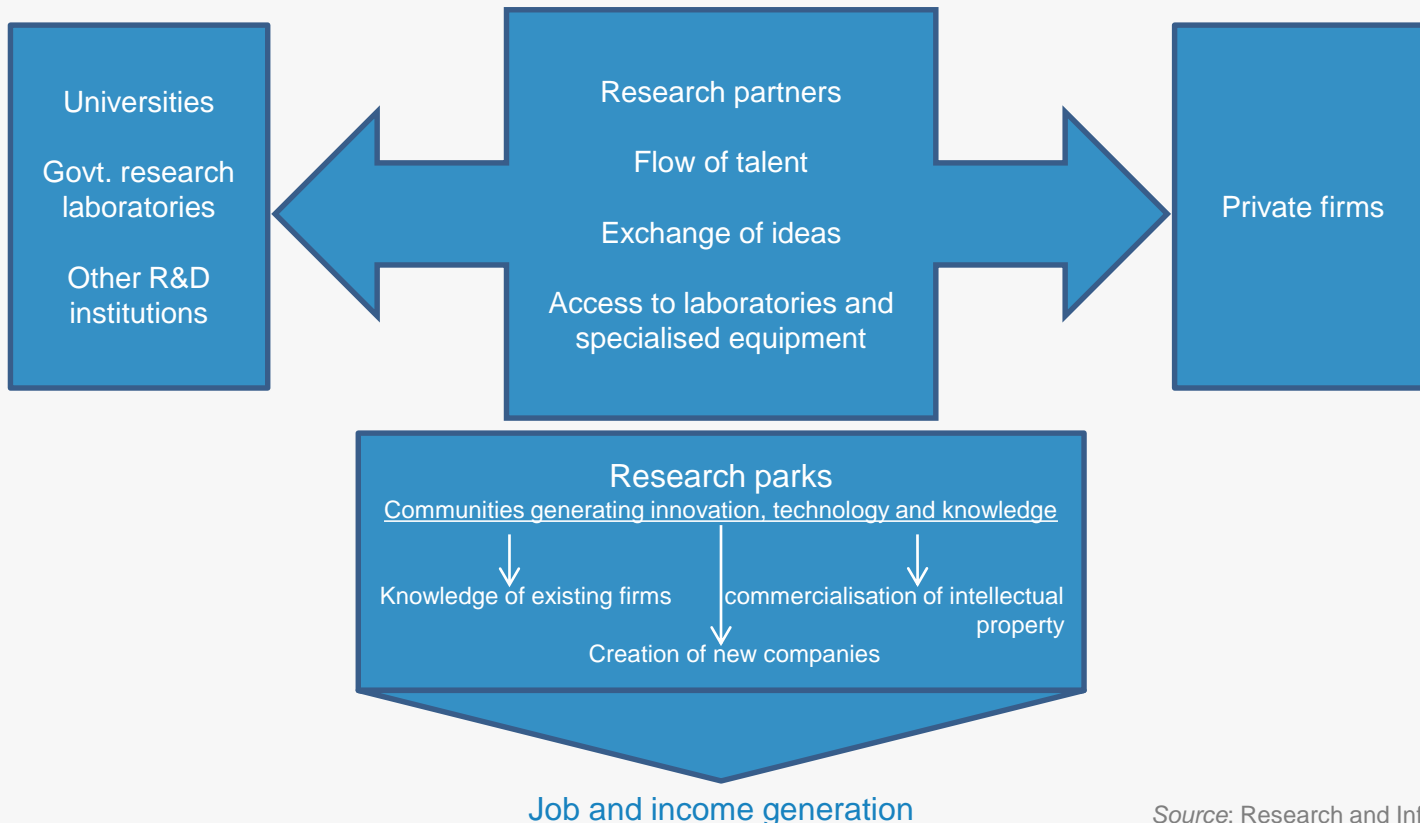 Universities
Govt. research
laboratories
Other R&D
institutions
Research partners
Flow of talent
Exchange of ideas
Access to laboratories and
specialised equipment
Private firms
Research parks
Communities generating innovation, technology and knowledge
Knowledge of existing firms
commercialisation of intellectual
property
Creation of new companies
Job and income generation
Source: Research and